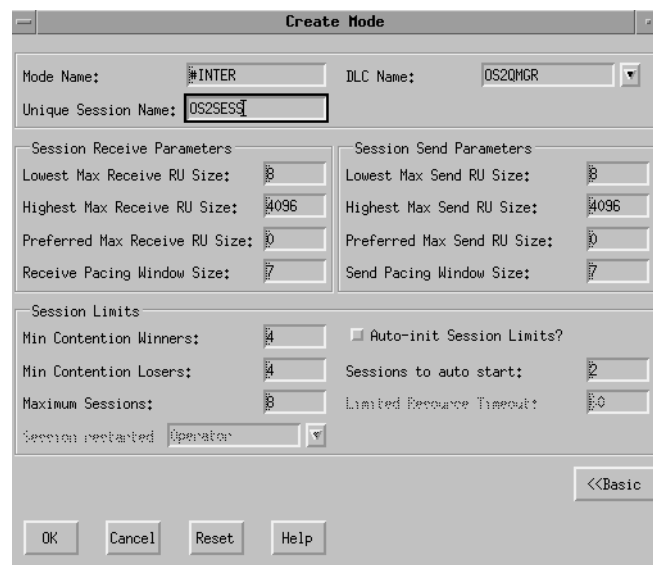 Create Mode
Mode Name: #INTER DLC Name: OS2QMGR
Unique Session Name: OS2SESS
Session Receive Parameters Session Send Parameters
Lowest Max Receive RU Size: 8 Lowest Max Send RU Size: 8
Highest Max Receive RU Size: 4096 Highest Max Send RU Size: 4096
Preferred Max Receive RU Size: 0 Preferred Max Send RU Size: 0
Receive Pacing Window Size: 7 Send Pacing Window Size: 7
Session Limits
Min Contention Winners: 4 Auto-init Session Limits?
Min Contention Losers: 4 Sessions to auto start: 2
Maximum Sessions: 8 Limited Resource Timeout:
Session restarted Operator
<<Basic
OK Cancel Reset Help